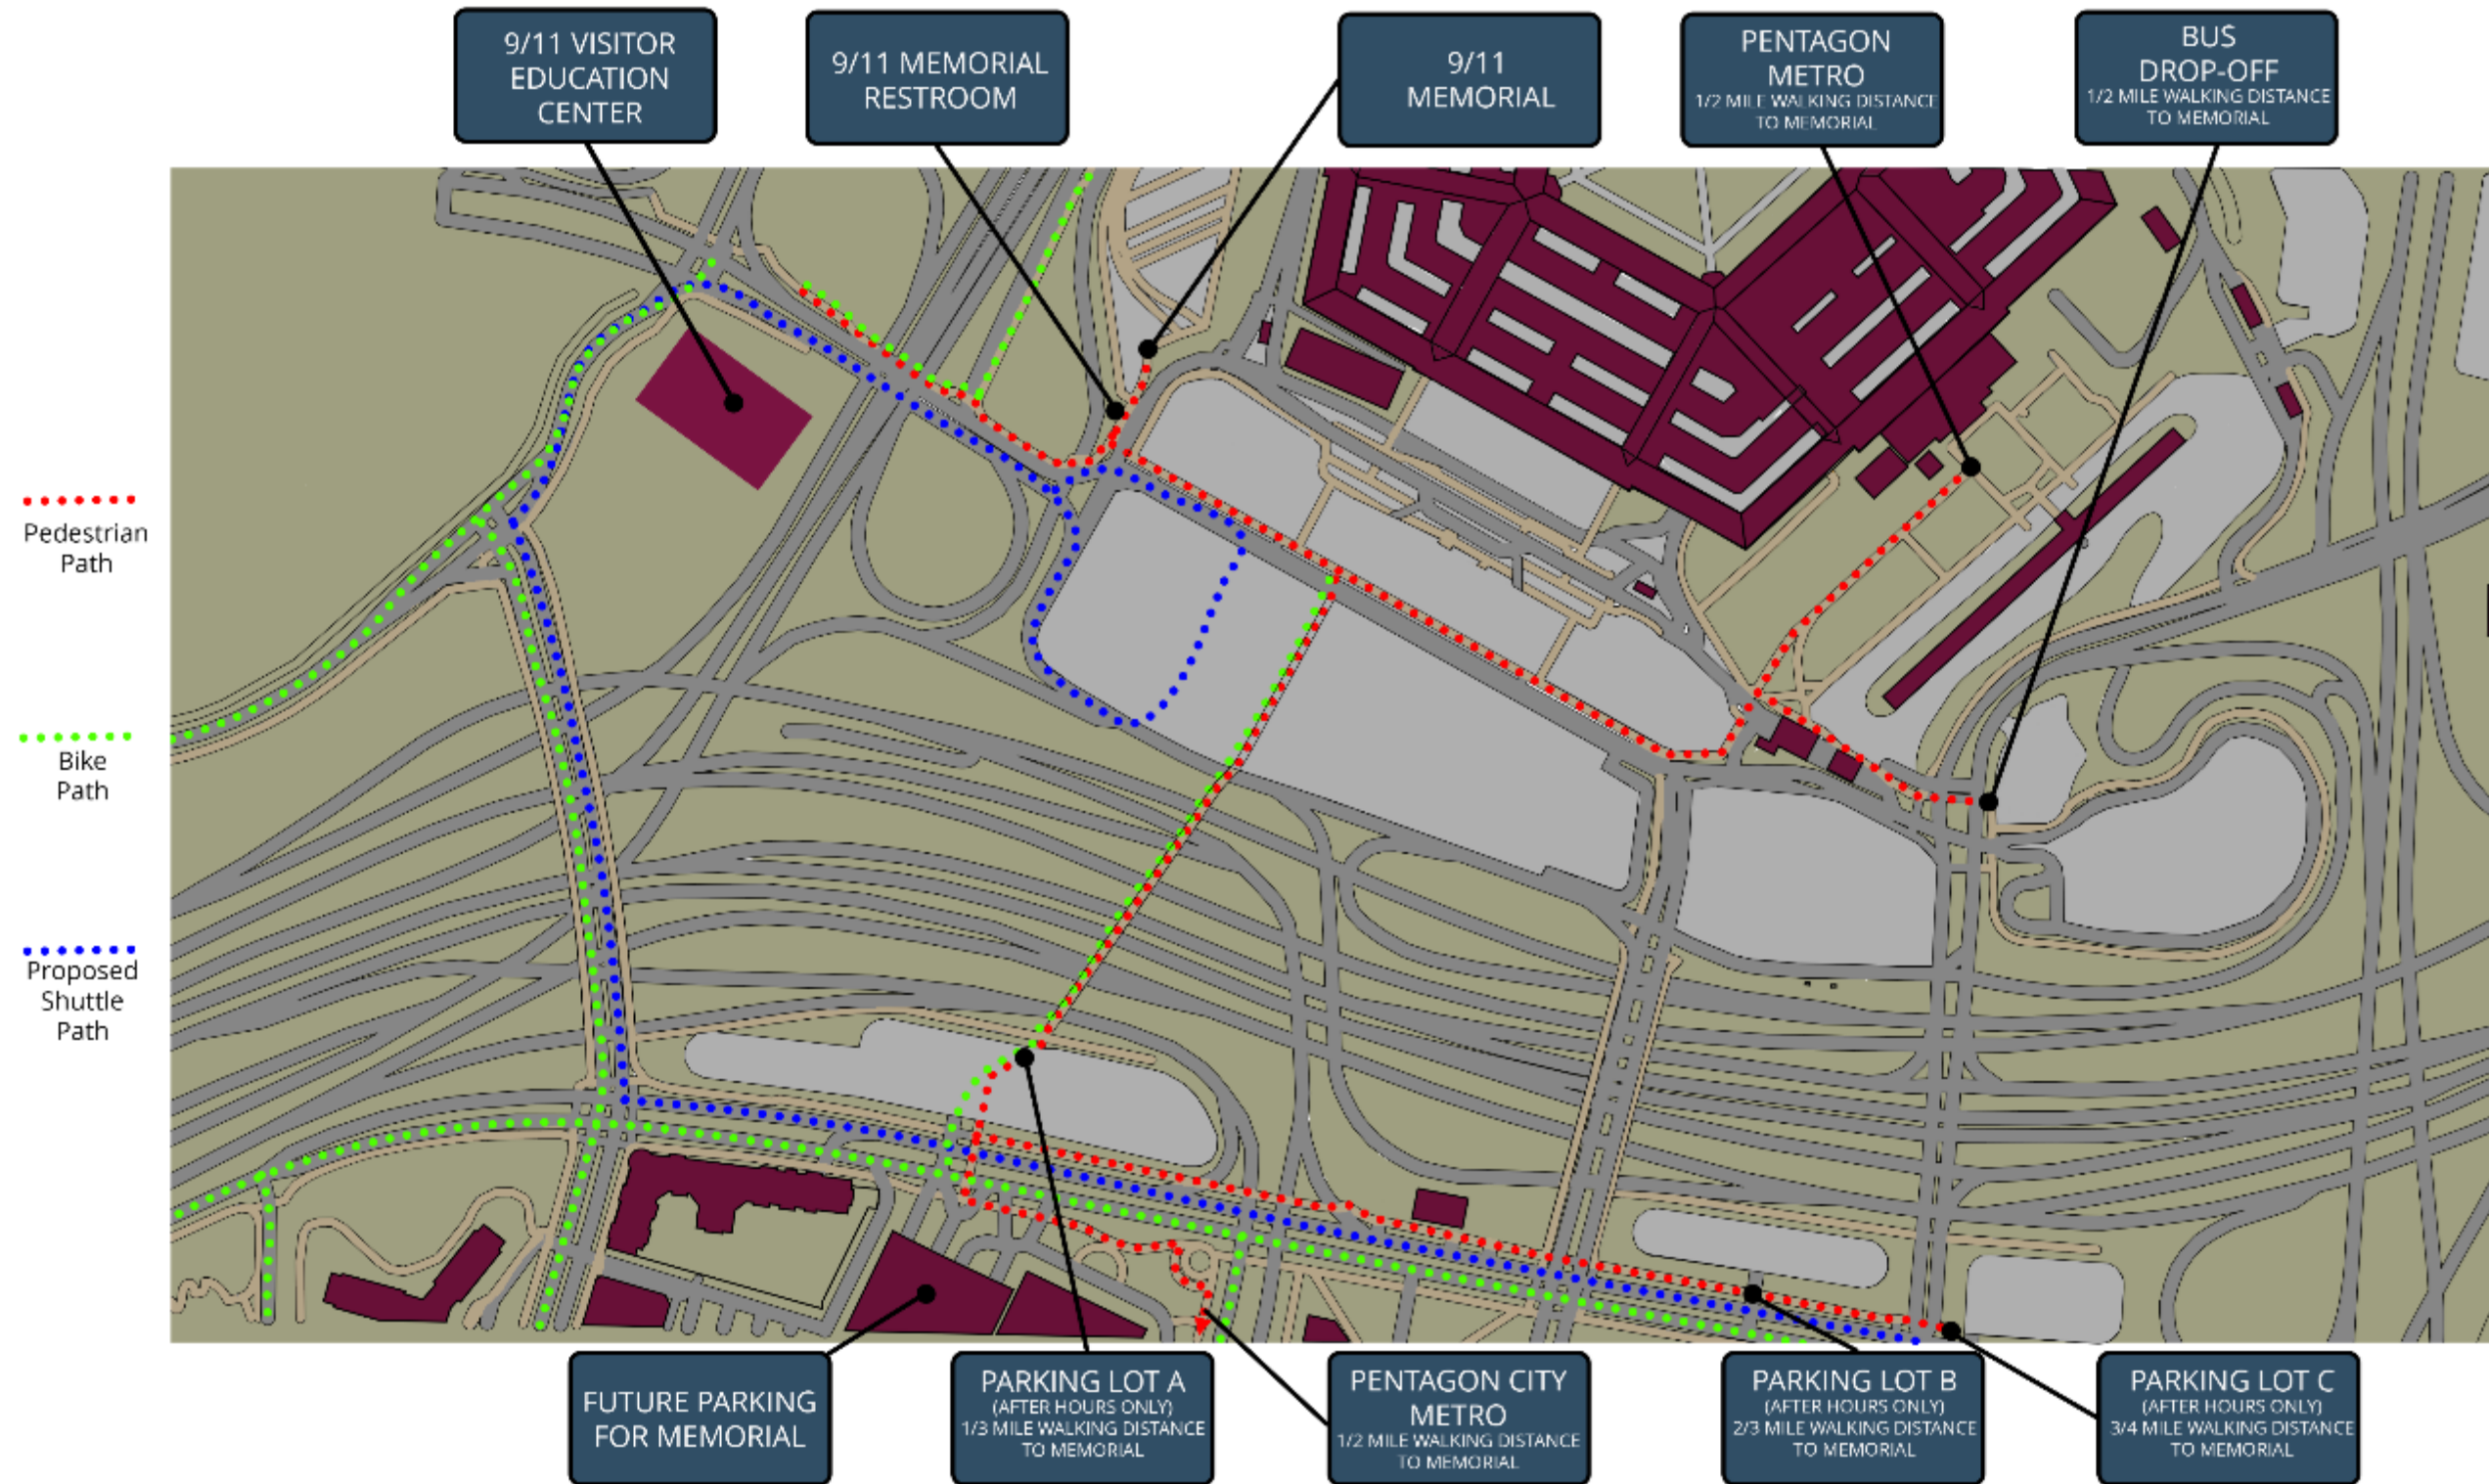 9/11 VISITOR
EDUCATION
CENTER
9/11 MEMORIAL
RESTROOM
9/11
MEMORIAL
PENTAGON
METRO
1/2 MILE WALKING DISTANCE
TO MEMORIAL
BUS
DROP-OFF
1/2 MILE WALKING DISTANCE
TO MEMORIAL
Pedestrian
Path
Bike
Path
Proposed
Shuttle
Path
FUTURE PARKING
FOR MEMORIAL
PARKING LOT A
(AFTER HOURS ONLY)
1/3 MILE WALKING DISTANCE
TO MEMORIAL
PENTAGON CITY
METRO
1/2 MILE WALKING DISTANCE
TO MEMORIAL
PARKING LOT B
(AFTER HOURS ONLY)
2/3 MILE WALKING DISTANCE
TO MEMORIAL
PARKING LOT C
(AFTER HOURS ONLY)
3/4 MILE WALKING DISTANCE
TO MEMORIAL